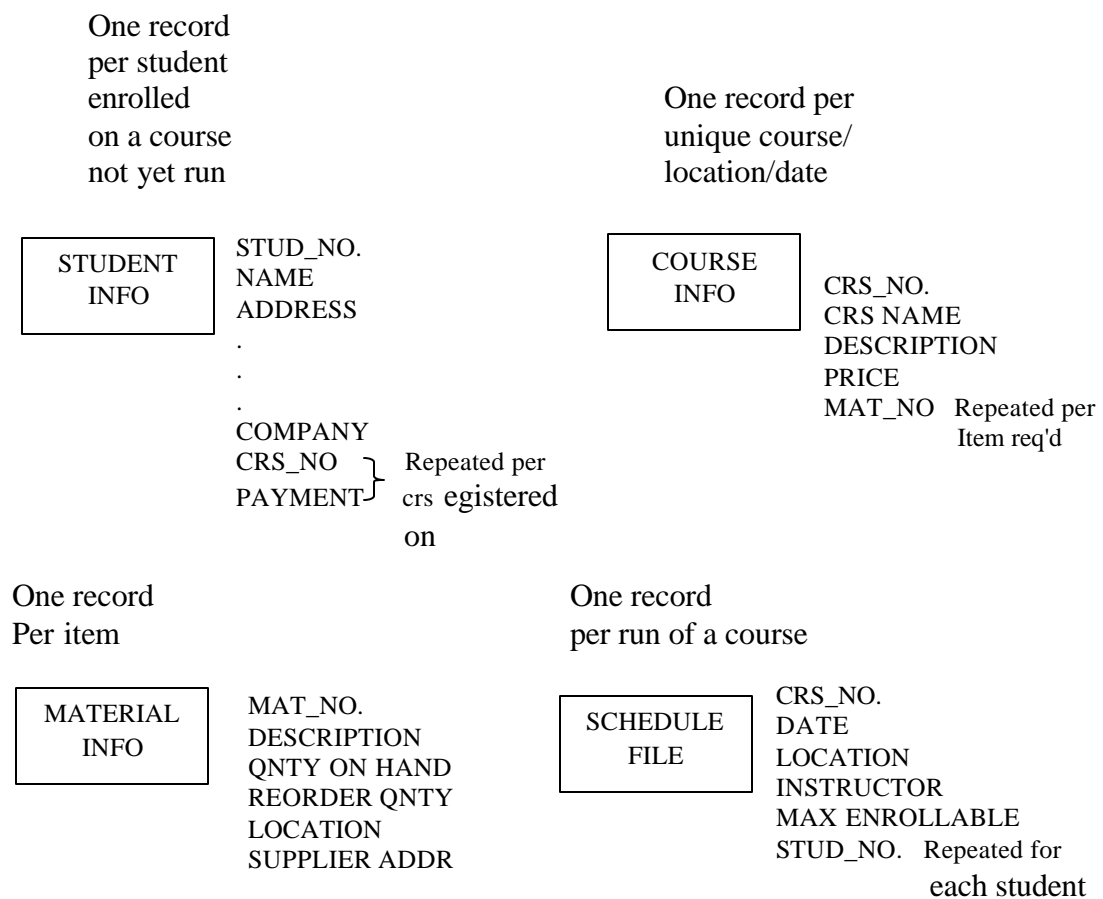 One record
per student
enrolled
on a course
not yet run
One record per
unique course/
location/date
STUDENT
INFO
STUD_NO.
NAME
ADDRESS
.
.
.
COMPANY
CRS_NO
PAYMENT
Repeated per
crs egistered
on
COURSE
INFO
CRS_NO.
CRS NAME
DESCRIPTION
PRICE
MAT_NO Repeated per
Item req'd
One record
Per item
One record
per run of a course
MATERIAL
INFO
MAT_NO.
DESCRIPTION
QNTY ON HAND
REORDER QNTY
LOCATION
SUPPLIER ADDR
SCHEDULE
FILE
CRS_NO.
DATE
LOCATION
INSTRUCTOR
MAX ENROLLABLE
STUD_NO. Repeated for
each student